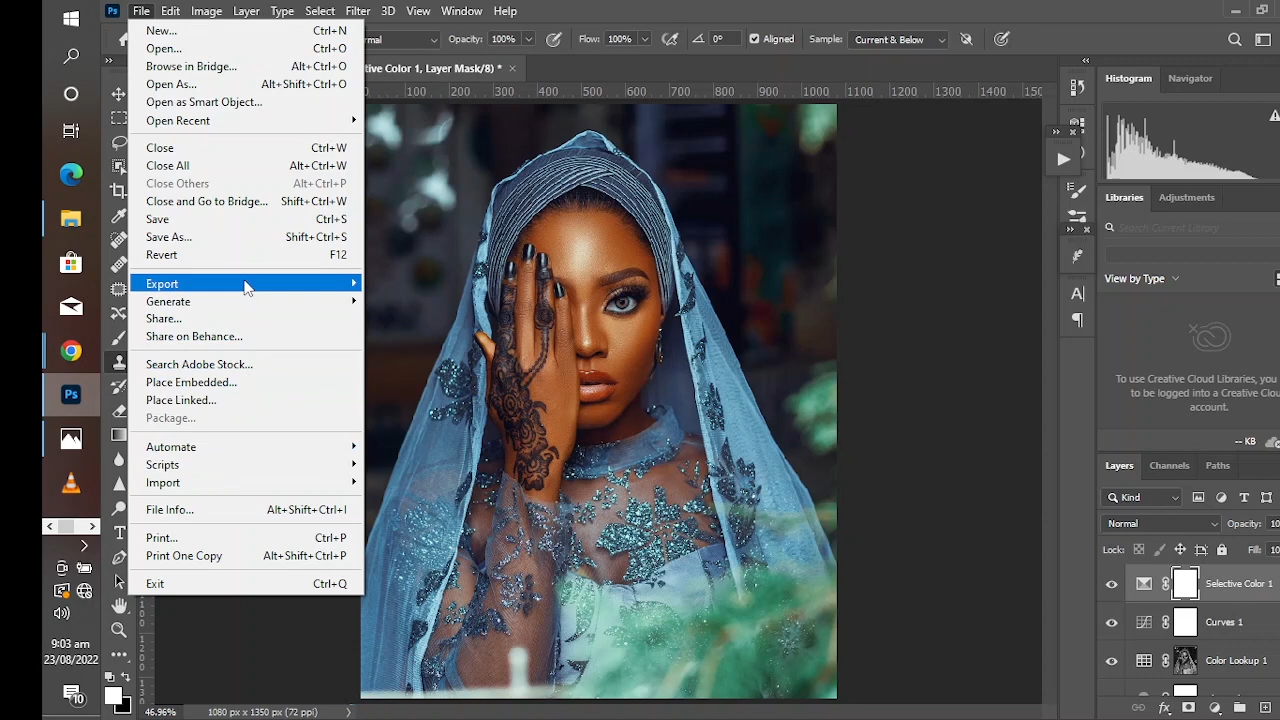 Ps File Edit Image Layer Type Select Filter 3D View Window Help
rmal Opacity: 100% Flow: 100% 0° Aligned Sample: Current & Below
tive Color 1, Layer Mask/8) *
100 200 300 400 500 600 700 800 900 1000 1100 1200 1300 1400 150
New... Ctrl+N
Open... Ctrl+O
Browse in Bridge... Alt+Ctrl+O
Open As... Alt+Shift+Ctrl+O
Open as Smart Object...
Open Recent
Close Ctrl+W
Close All Alt+Ctrl+W
Close Others Alt+Ctrl+P
Close and Go to Bridge... Shift+Ctrl+W
Save Ctrl+S
Save As... Shift+Ctrl+S
Revert F12
Export
Generate
Share...
Share on Behance...
Search Adobe Stock...
Place Embedded...
Place Linked...
Package...
Automate
Scripts
Import
File Info... Alt+Shift+Ctrl+I
Print... Ctrl+P
Print One Copy Alt+Shift+Ctrl+P
Exit Ctrl+Q
Histogram Navigator
Libraries Adjustments
Search Current Library
View by Type
To use Creative Cloud Libraries, you
to be logged into a Creative Clou
account.
-- KB
Layers Channels Paths
Kind
Normal Opacity: 10
Locks: Fill: 10
Selective Color 1
Curves 1
Color Lookup 1
Ps
9:03 am
23/08/2022
10
46.96% 1080 px x 1350 px (72 ppi)